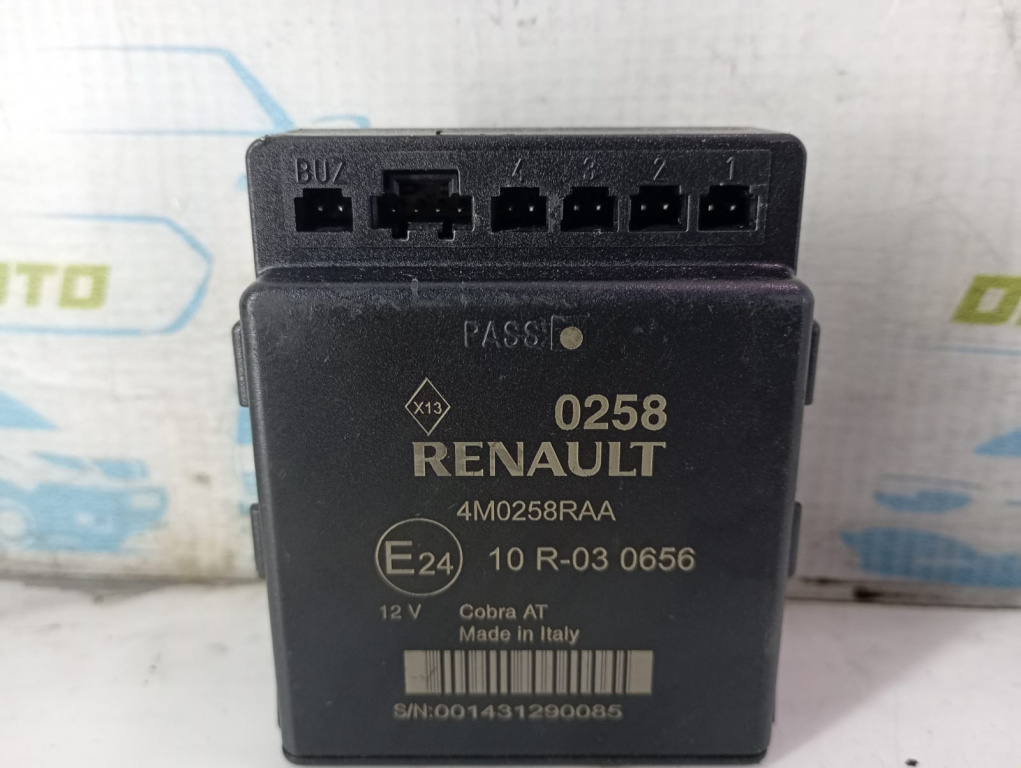 BUZ 4 3 2 1
PASS
X13 0258
RENAULT
4M0258RAA
E24 10 R-03 0656
12 V Cobra AT
Made in Italy
S/N:001431290085